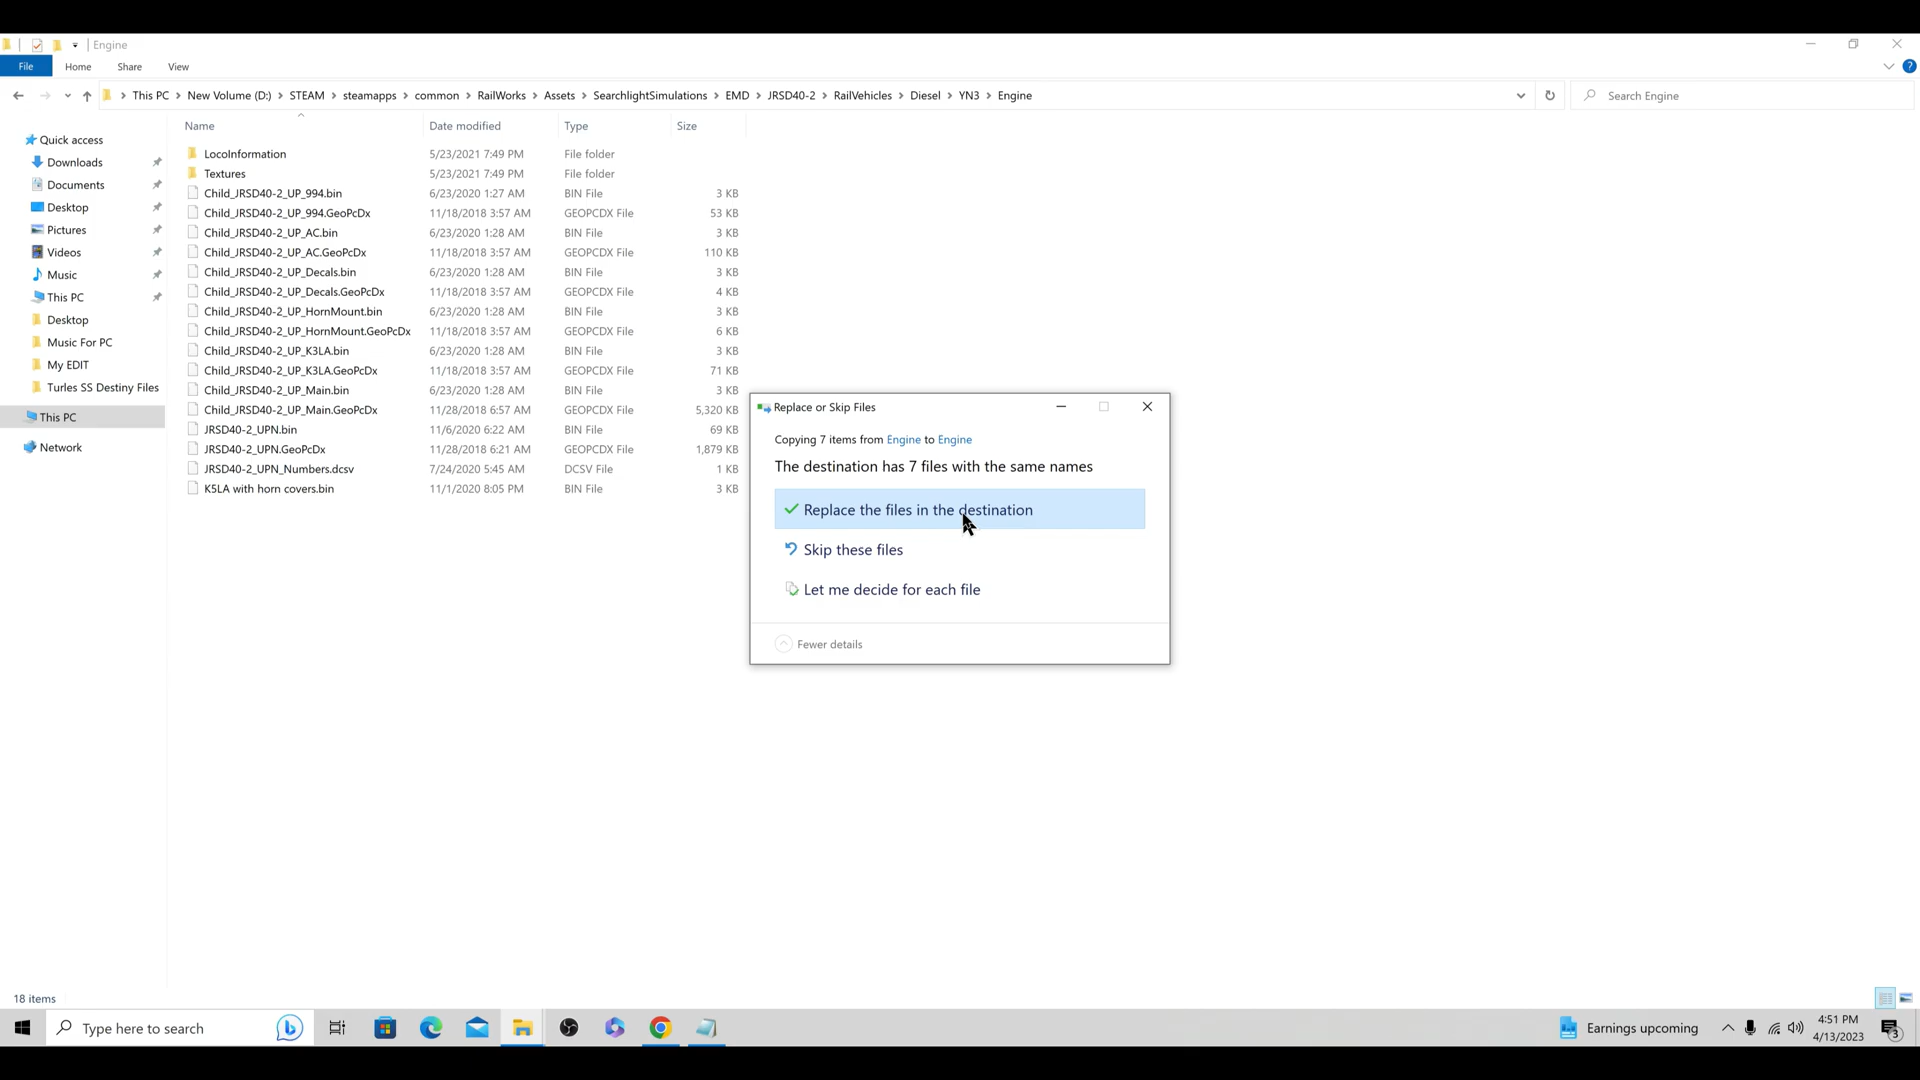 Engine
File Home Share View
This PC New Volume (D:) STEAM steamapps common RailWorks Assets SearchlightSimulations EMD JRSD40-2 RailVehicles Diesel YN3 Engine
Search Engine
Name Date modified Type Size
Quick access
Downloads
Documents
Desktop
Pictures
Videos
Music
This PC
Desktop
Music For PC
My EDIT
Turles SS Destiny Files
This PC
Network
LocoInformation 5/23/2021 7:49 PM File folder
Textures 5/23/2021 7:49 PM File folder
Child_JRSD40-2_UP_994.bin 6/23/2020 1:27 AM BIN File 3 KB
Child_JRSD40-2_UP_994.GeoPcDx 11/18/2018 3:57 AM GEOPCDX File 53 KB
Child_JRSD40-2_UP_AC.bin 6/23/2020 1:28 AM BIN File 3 KB
Child_JRSD40-2_UP_AC.GeoPcDx 11/18/2018 3:57 AM GEOPCDX File 110 KB
Child_JRSD40-2_UP_Decals.bin 6/23/2020 1:28 AM BIN File 3 KB
Child_JRSD40-2_UP_Decals.GeoPcDx 11/18/2018 3:57 AM GEOPCDX File 4 KB
Child_JRSD40-2_UP_HornMount.bin 6/23/2020 1:28 AM BIN File 3 KB
Child_JRSD40-2_UP_HornMount.GeoPcDx 11/18/2018 3:57 AM GEOPCDX File 6 KB
Child_JRSD40-2_UP_K3LA.bin 6/23/2020 1:28 AM BIN File 3 KB
Child_JRSD40-2_UP_K3LA.GeoPcDx 11/18/2018 3:57 AM GEOPCDX File 71 KB
Child_JRSD40-2_UP_Main.bin 6/23/2020 1:28 AM BIN File 3 KB
Child_JRSD40-2_UP_Main.GeoPcDx 11/28/2018 6:57 AM GEOPCDX File 5,320 KB
JRSD40-2_UPN.bin 11/6/2020 6:22 AM BIN File 69 KB
JRSD40-2_UPN.GeoPcDx 11/28/2018 6:21 AM GEOPCDX File 1,879 KB
JRSD40-2_UPN_Numbers.dcsv 7/24/2020 5:45 AM DCSV File 1 KB
K5LA with horn covers.bin 11/1/2020 8:05 PM BIN File 3 KB
Replace or Skip Files
Copying 7 items from Engine to Engine
The destination has 7 files with the same names
Replace the files in the destination
Skip these files
Let me decide for each file
Fewer details
18 items
Type here to search
Earnings upcoming
4:51 PM
4/13/2023
3